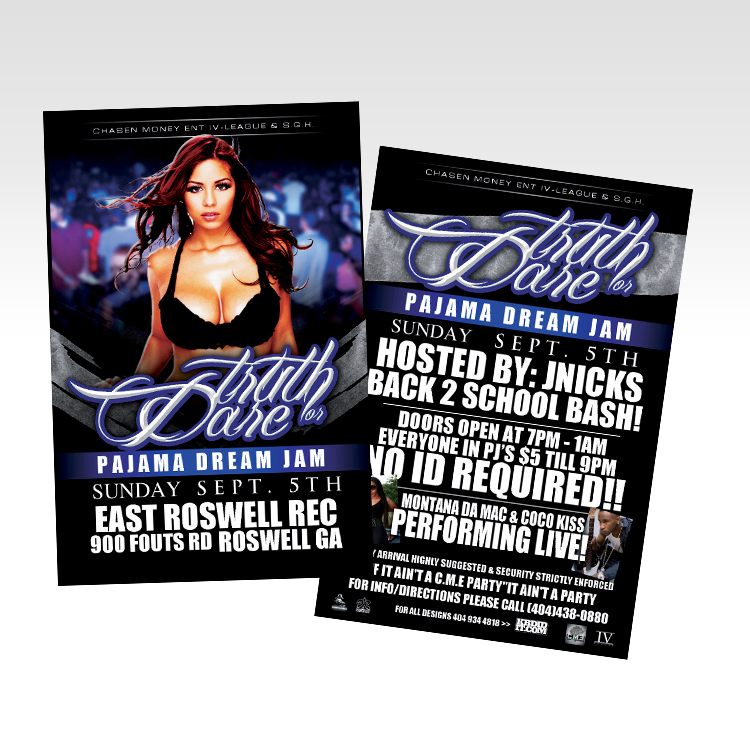 CHASEN MONEY ENT IV-LEAGUE & S.G.H.
truth
or
Dare
PAJAMA DREAM JAM
SUNDAY SEPT. 5TH
EAST ROSWELL REC
900 FOUTS RD ROSWELL GA
CHASEN MONEY ENT IV-LEAGUE & S.G.H.
truth
or
Dare
PAJAMA DREAM JAM
SUNDAY SEPT. 5TH
HOSTED BY: JNICKS
BACK 2 SCHOOL BASH!
DOORS OPEN AT 7PM - 1AM
EVERYONE IN PJ'S $5 TILL 9PM
NO ID REQUIRED!!
MONTANA DA MAC & COCO KISS
PERFORMING LIVE!
Y ARRIVAL HIGHLY SUGGESTED & SECURITY STRICTLY ENFORCED
F IT AIN'T A C.M.E PARTY"IT AIN'T A PARTY
FOR INFO/DIRECTIONS PLEASE CALL (404)438-0880
FOR ALL DESIGNS 404 934 4818 >>
IT.COM
CME
IV